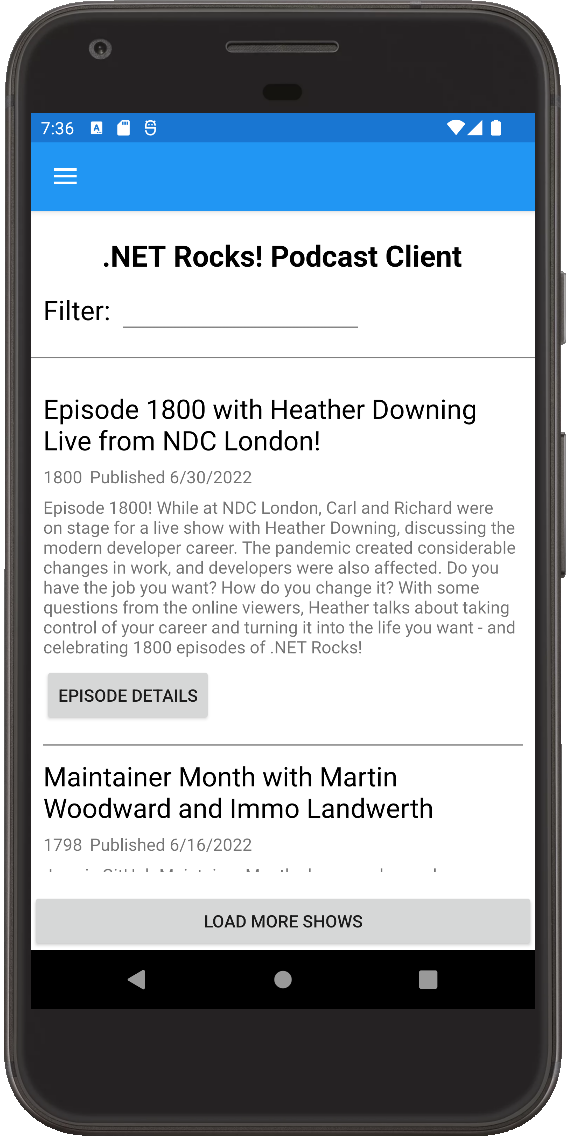 7:36
.NET Rocks! Podcast Client
Filter:
Episode 1800 with Heather Downing
Live from NDC London!
1800 Published 6/30/2022
Episode 1800! While at NDC London, Carl and Richard were
on stage for a live show with Heather Downing, discussing the
modern developer career. The pandemic created considerable
changes in work, and developers were also affected. Do you
have the job you want? How do you change it? With some
questions from the online viewers, Heather talks about taking
control of your career and turning it into the life you want - and
celebrating 1800 episodes of .NET Rocks!
EPISODE DETAILS
Maintainer Month with Martin
Woodward and Immo Landwerth
1798 Published 6/16/2022
LOAD MORE SHOWS